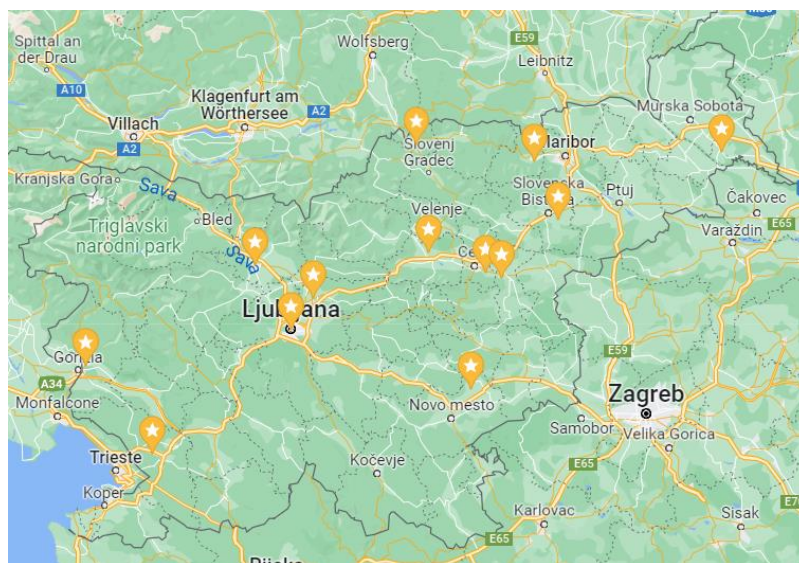 Spittal an
der Drau
Wolfsberg
E59
Leibnitz
A10
Klagenfurt am
Wörthersee
A2
Villach
A2
Murska Sobota
Slovenj
Gradec
Maribor
Kranjska Gora
Sava
Bled
Velenje
Slovenska
Bistrica
Ptuj
Čakovec
E65
Triglavski
narodni park
Sava
Varaždin
Ljubljana
Gorizia
A34
Monfalcone
E59
Zagreb
Novo mesto
Samobor
Velika Gorica
Trieste
Kočevje
E65
Koper
Karlovac
Sisak